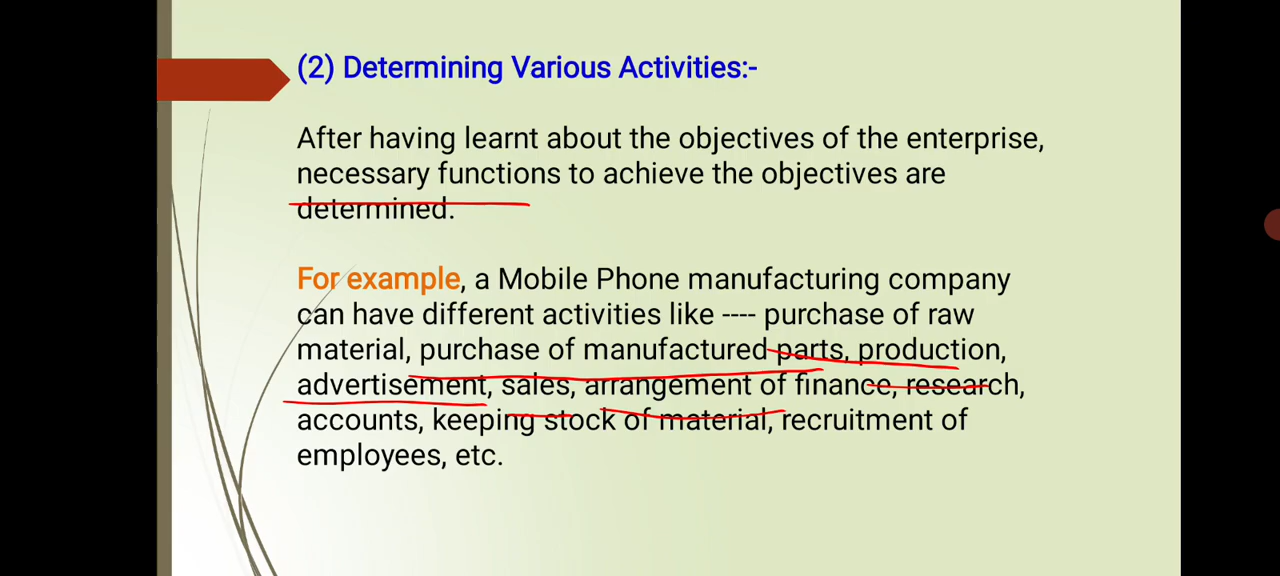 (2) Determining Various Activities:-
After having learnt about the objectives of the enterprise,
necessary functions to achieve the objectives are
determined.
For example, a Mobile Phone manufacturing company
can have different activities like ---- purchase of raw
material, purchase of manufactured parts, production,
advertisement, sales, arrangement of finance, research,
accounts, keeping stock of material, recruitment of
employees, etc.